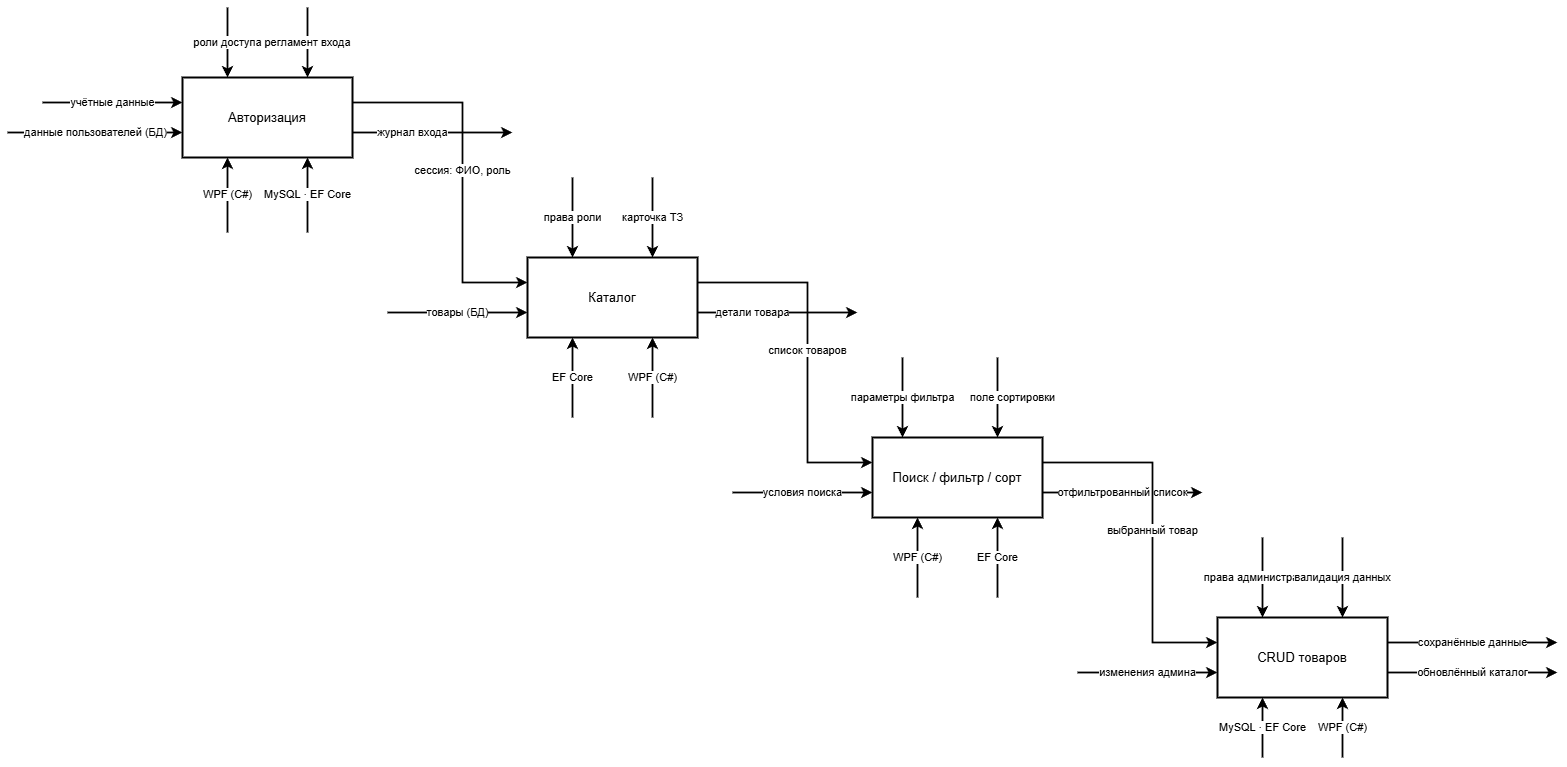 роли доступа
регламент входа
учётные данные
Авторизация
данные пользователей (БД)
журнал входа
сессия: ФИО, роль
WPF (C#)
MySQL · EF Core
права роли
карточка ТЗ
Каталог
товары (БД)
детали товара
список товаров
EF Core
WPF (C#)
параметры фильтра
поле сортировки
Поиск / фильтр / сорт
условия поиска
отфильтрованный список
выбранный товар
WPF (C#)
EF Core
права администр
валидация данных
сохранённые данные
CRUD товаров
изменения админа
обновлённый каталог
MySQL · EF Core
WPF (C#)